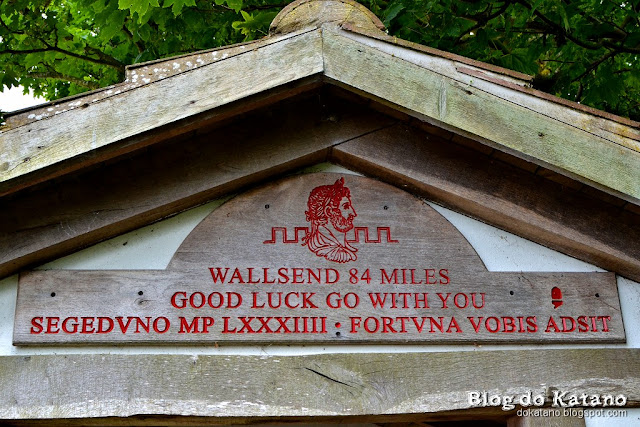 WALLSEND 84 MILES
GOOD LUCK GO WITH YOU
SEGEDVNO MP LXXXIIII · FORTVNA VOBIS ADSIT
Blog do Katano
dokatano.blogspot.com